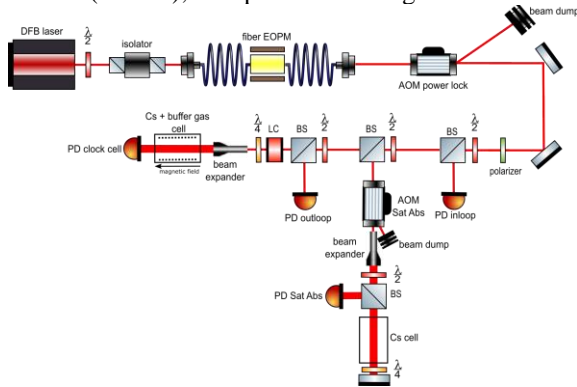 DFB laser
λ
2
isolator
fiber EOPM
AOM power lock
beam dump
Cs + buffer gas
cell
magnetic field
PD clock cell
beam
expander
λ
4
LC
BS
λ
2
BS
λ
2
BS
λ
2
polarizer
PD outloop
PD inloop
AOM
Sat Abs
beam dump
beam
expander
λ
2
PD Sat Abs
BS
Cs cell
λ
4